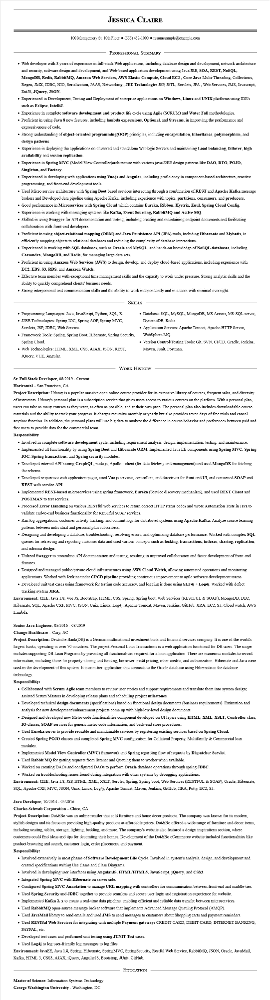 Jessica Claire
100 Montgomery St. 10th Floor ◆ (555) 432-1000 ◆ resumesample@example.com
Professional Summary
• Web developer with 8 years of experience in full-stack Web applications, including database design and development, network architecture
and security, software design and development, and Web-based application development using Java/JEE, SOA, REST, NoSQL,
MongoDB, Redis, RabbitMQ, Amazon Web Services, AWS Elastic Compute, Cloud EC2 , Core Java Multi-Threading, Collections,
Regex, JMX, JDBC, NIO, Serialization, JAAS, Networking , JEE Technologies JSP, JSTL, Servlets, JPA , Web Services, JMS, Javascript,
ExtJS, JQuery, JSON.
• Experienced in Development, Testing and Deployment of enterprise applications on Windows, Linux and UNIX platforms using IDE's
such as Eclipse, IntelliJ.
• Experience in complete software development and product life cycle using Agile (SCRUM) and Water Fall methodologies.
• Proficient in using Java 8 new features, including lambda expressions, Optional, and Streams, in improving the performance and
expressiveness of code.
• Strong understanding of object-oriented programming(OOP) principles, including encapsulation, inheritance, polymorphism, and
design patterns.
• Experience in deploying the applications on clustered and standalone Weblogic Servers and maintaining Load balancing, failover, high
availability and session replication.
• Experience in Spring MVC (Model View Controller)architecture with various java/J2EE design patterns like DAO, DTO, POJO,
Singleton, and Factory.
• Experienced in developing web applications using Vue.js and Angular, including proficiency in component-based architecture, reactive
programming, and front-end development tools.
• Used Micro service architecture with Spring Boot based services interacting through a combination of REST and Apache Kafka message
brokers and Developed data pipeline using Apache Kafka, including experience with topics, partitions, consumers, and producers.
• Good performance in Microservices with Spring Cloud which contains Eureka, Ribbon, Hystrix, Zuul, Spring Cloud Config.
• Experience in working with messaging systems like Kafka, Event Sourcing, RabbitMQ and Active MQ.
• Skilled in using Swagger for API documentation and testing, including creating and maintaining endpoint documents and facilitating
collaboration with front-end developers.
• Proficient in using object-relational mapping (ORM) and Java Persistence API (JPA) tools, including Hibernate and Mybatis, in
efficiently mapping objects to relational databases and reducing the complexity of database interactions.
• Experienced in working with SQL databases, such as Oracle and MySQL, and hands-on knowledge of NoSQL databases, including
Cassandra, MongoDB, and Redis, for managing large data sets.
• Proficient in using Amazon Web Services (AWS) to design, develop, and deploy cloud-based applications, including experience with
EC2, EBS, S3, RDS, and Amazon Watch.
• Effective team member with exceptional time management skills and the capacity to work under pressure. Strong analytic skills and the
ability to quickly comprehend clients' business needs.
• Strong interpersonal and communication skills and the ability to work independently and in a team with minimal oversight.
Skills
• Programming Languages: Java, JavaScript, Python, SQL, R.
• J2EE Technologies: Spring IOC, Spring AOP, Spring MVC,
Servlets, JSP, JDBC, Web Service.
• Framework Tools: Spring, Spring Boot, Hibernate, Spring Security,
Spring Cloud.
• Web Technologies: HTML, XML, CSS, AJAX, JSON, REST,
JQuery, VUE, Angular.
• Database: SQL, MySQL, MongoDB, MS Access, MS-SQL server,
DynamoDB, Redis.
• Application Servers: Apache Tomcat, Apache HTTP Server,
WebSphere MQ.
• Version Control/Testing Tools: Git, SVN, CI/CD, Gradle, Jenkins,
Maven, Junit, Postman.
Work History
Sr. Full Stack Developer, 08/2019 - Current
Horizontal – San Francisco, CA
Project Description: Udemy is a popular massive open online course provider for its extensive library of courses, frequent sales, and diversity
of instructors. Udemy's personal plan is a subscription service that gives users access to various courses on the platform. With a personal plan,
users can take as many courses as they want, as often as possible, and at their own pace. The personal plan also includes downloadable course
materials and the ability to track your progress. It charges recursive monthly or yearly but also provides seven days of free trials and cancel
anytime function. In addition, the personal plans will use big data to analyze the difference in course behavior and preferences between paid and
free users to provide data for the commercial team.
Responsibility
• Involved in complete software development cycle, including requirement analysis, design, implementation, testing, and maintenance.
• Implemented all functionality by using Spring Boot and Hibernate ORM. Implemented Java EE components using Spring MVC, Spring
IOC, Spring transactions, and Spring security modules.
• Developed internal API's using GraphQL, node.js, Apollo - client (for data fetching and management) and used MongoDB for fetching
the schema.
• Developed responsive web application pages, used Vue.js services, controllers, and directives for front-end UI, and consumed SOAP and
REST web service API.
• Implemented REST-based microservices using spring framework, Eureka (Service discovery mechanism), and used REST Client and
POSTMAN to test services.
• Processed Error Handling on various RESTful web services to return correct HTTP status codes and wrote Automation Tests in Java to
validate end-to-end business functionality for RESTful SOAP services.
• Ran log aggregations, customer activity tracking, and commit logs for distributed systems using Apache Kafka. Analyze course learning
patterns between individual and personal plan subscribers.
• Designing and developing a database, troubleshooting, resolving errors, and optimizing database performance. Worked with complex SQL
queries for retrieving and reporting customer data and used various concepts such as locking, transactions, indexes, sharing, replication,
and schema design.
• Utilized Swagger to streamline API documentation and testing, resulting in improved collaboration and faster development of front-end
features.
• Designed and managed public/private cloud infrastructures using AWS Cloud Watch, allowing automated operations and monitoring
applications. Worked with Jenkins under CI/CD pipeline providing continuous improvement to agile software development teams.
• Developed unit test cases using framework for testing code accuracy, and logging is done using SLF4j + Log4j. Worked with defect
tracking system JIRA.
Environment: J2EE, Java 1.8, Vue JS, Bootstrap, HTML, CSS, Spring, Spring boot, Web Services (RESTFUL & SOAP), MongoDB, DB2,
Hibernate, SQL, Apache CXF, MVC, JSON, Unix, Linux, Log4j, Apache Tomcat, Maven, Jenkins, GitHub, JIRA, EC2, S3, Cloud watch, AWS
Lambda.
Senior Java Engineer, 05/2016 - 08/2019
Change Healthcare – Cary, NC
Project Description: Deutsche Bank(DB) is a German multinational investment bank and financial services company. It is one of the world's
largest banks, operating in over 70 countries. The project Personal Loan Transactions is a web application functional for DB users. The scope
includes supporting DB Loan Programs by providing all functionalities required for a loan application. There are numerous modules to record
information, including those for property closing and funding, borrower credit pricing, other credits, and authorization. Hibernate and Java were
used in the development of this system. It is an n-tier application that connects to the Oracle database using Hibernate as the database
technology.
Responsibility:
• Collaborated with Scrum Agile team members to review user stories and support requirements and translate them into system design;
assisted Scrum Masters in developing release plans and scheduling project milestones.
• Developed technical design documents (specifications) based on functional design documents (business requirements). Estimation and
analysis for new development/enhancement projects come up with high/low-level design documents.
• Designed and developed new Metro code functionalities component developed on UI layers using HTML, XML, XSLT, Controller class,
IO classes, SOAP services for generic metro code information, and back-end store procedures.
• Used Eureka server to provide reusable and maintainable services by registering existing services based on Spring Cloud.
• Created Spring POJO classes and completed Spring MVC configuration for Collateral Property, Multifamily & Commercial loan
modules.
• Implemented Model View Controller (MVC) framework and Spring regarding flow of requests by Dispatcher Servlet.
• Used Rabbit MQ for getting requests from listener and Queuing them to worker when available.
• Worked on creating DAOs and configured DAOs to perform Oracle database operations through spring JDBC.
• Worked on troubleshooting issues found during integration with other systems by debugging applications.
Environment: J2EE, Java 1.8, JSP, HTML, XML, XSLT, Servlet, Spring, Spring boot, Web Services (RESTFUL & SOAP), Oracle, Hibernate,
SQL, Apache CXF, MVC, JSON, Unix, Linux, Log4j, Apache Tomcat, Maven, Jenkins, GitHub, JIRA, Putty, EC2, S3.
Java Developer, 10/2014 - 05/2016
Charles Schwab Corporation – Chico, CA
Project Description: Dot&Bo was an online retailer that sold furniture and home decor products. The company was known for its modern,
stylish designs and its focus on providing high-quality products at affordable prices. Dot&Bo offered a wide range of furniture and decor items,
including seating, tables, storage, lighting, bedding, and more. The company's website also featured a design inspirations section, where
customers could find ideas and tips for decorating their homes. Development of the Dot&Bo eCommerce website included functionalities like
product browsing and search, customer login, order placement, and payment.
Responsibility:
• Involved extensively in most phases of Software Development Life Cycle. Involved in system's analysis, design, and development and
created specifications writing Use Cases and Class Diagrams.
• Involved in developing user interfaces using AngularJS, HTML/HTML5, JavaScript, jQuery, and CSS3.
• Integrated Spring MVC with Hibernate on server side.
• Configured Spring MVC Annotation to manage URL mapping with controllers for communication between front-end and middle-tier.
• Used Spring Security and JDBC together to provide seamless and secure user login and registration experience for website.
• Implemented Kafka 2. x to create a real-time data pipeline, enabling efficient and reliable data transfer between microservices.
• Used RabbitMQ open-source message broker software that implements Advanced Message Queuing Protocol (AMQP).
• Used JavaMail library to send emails and used JMS to send messages to customers about Shopping carts and payment reminders.
• Used RESTful Web Services for integrating with multiple Payment gateways CREDIT CARD, DEBIT CARD, INTERNET BANKING,
PAYPAL, etc.
• Developed test cases and performed unit testing using JUNIT Test cases.
• Used Log4j to log user-friendly log messages to log files.
Environment: JavaEE, Java 1.8, Spring, Hibernate, SpringMVC, SpringSecurity, Restful Web Service, RabbitMQ, JSON, Oracle, JavaMail,
Kafka, HTML 5, CSS3, AJAX, jQuery, AngularJS, Bootstrap, JUnit, GitHub.
Education
Master of Science: Information Systems Technology
George Washington University - Washington, DC